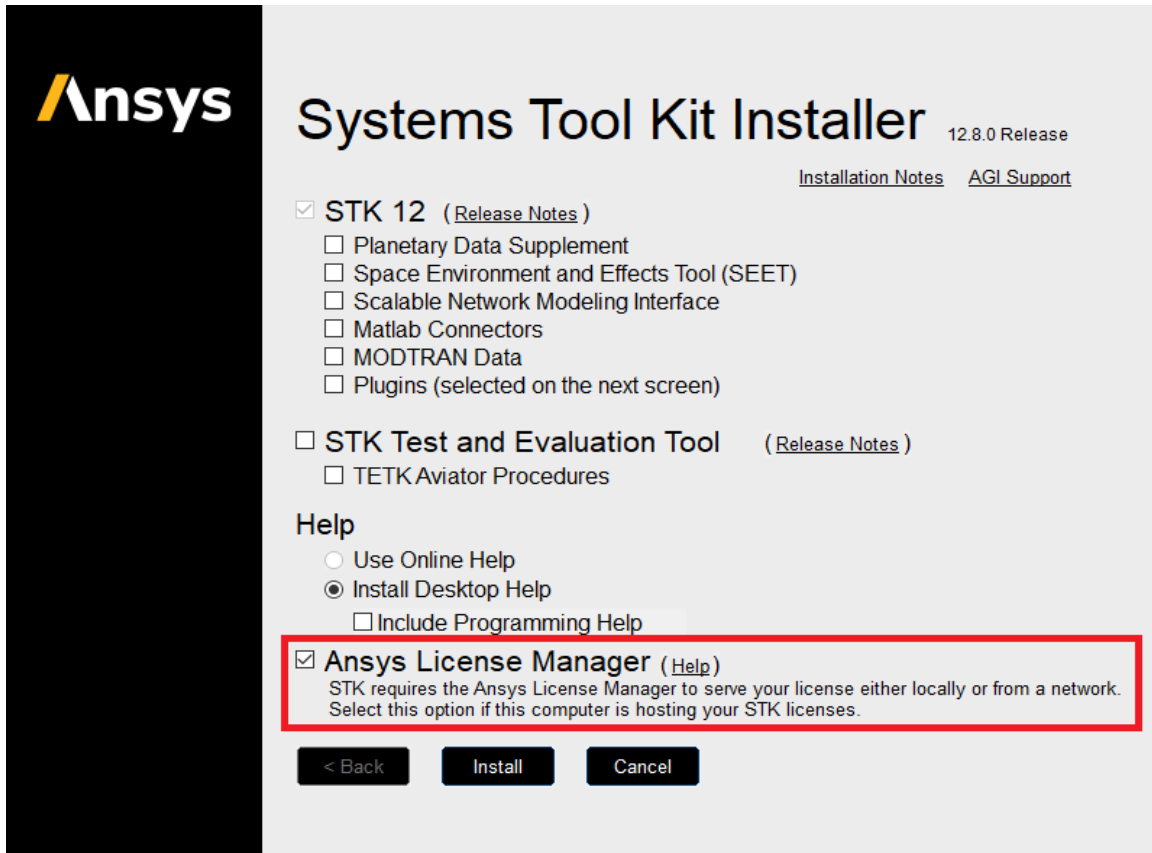 Ansys
Systems Tool Kit Installer 12.8.0 Release
Installation Notes AGI Support
STK 12 (Release Notes)
Planetary Data Supplement
Space Environment and Effects Tool (SEET)
Scalable Network Modeling Interface
Matlab Connectors
MODTRAN Data
Plugins (selected on the next screen)
STK Test and Evaluation Tool (Release Notes)
TETK Aviator Procedures
Help
Use Online Help
Install Desktop Help
Include Programming Help
Ansys License Manager (Help)
STK requires the Ansys License Manager to serve your license either locally or from a network.
Select this option if this computer is hosting your STK licenses.
< Back Install Cancel